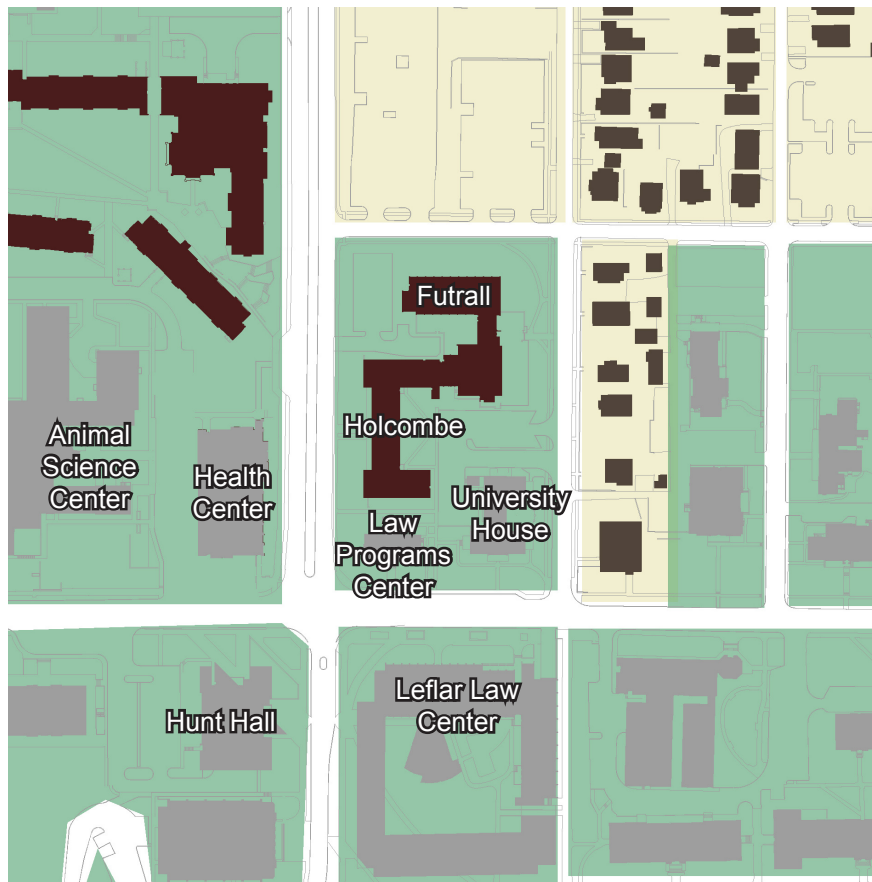 Futrall
Holcombe
Animal
Science
Center
Health
Center
University
House
Law
Programs
Center
Leflar Law
Center
Hunt Hall